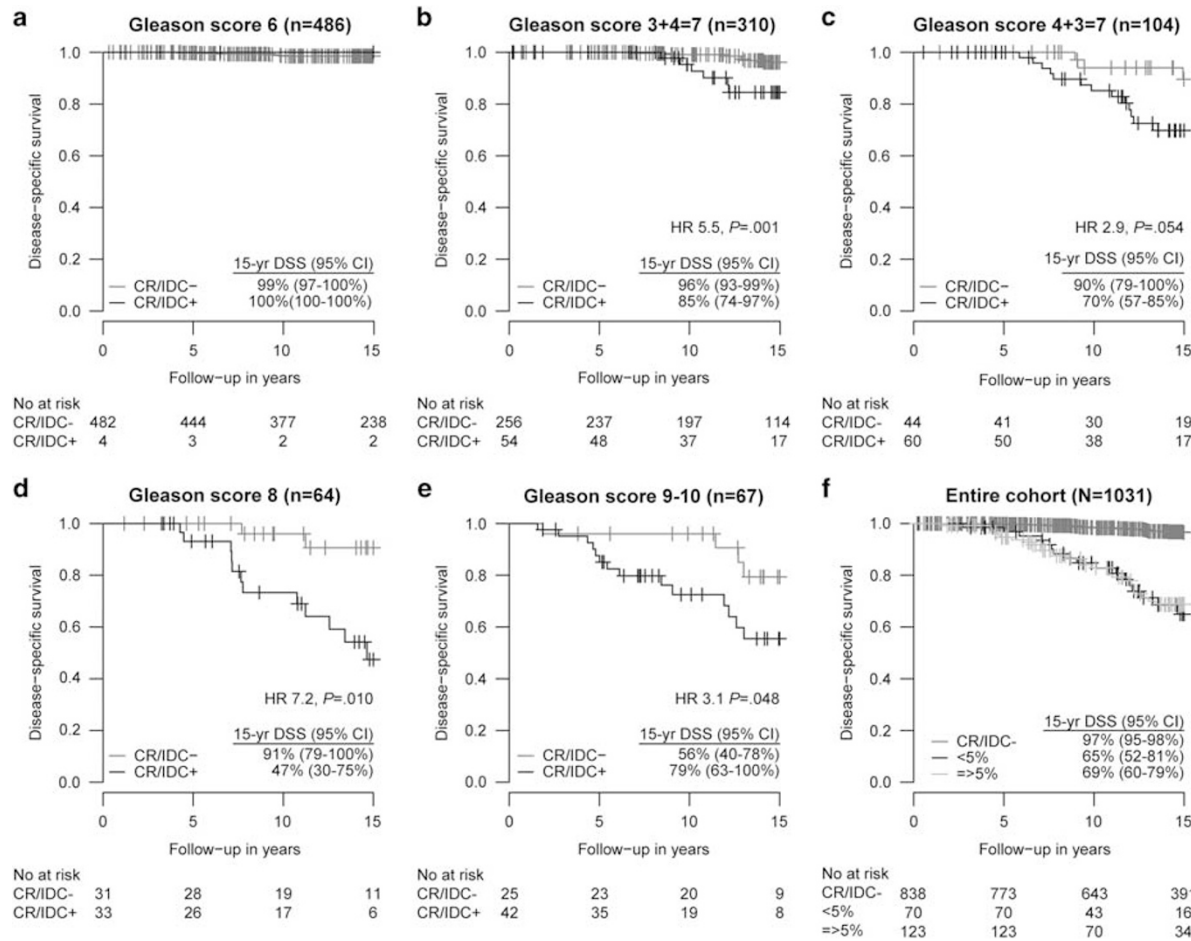 a Gleason score 6 (n=486)
1.0
0.8
0.6
0.4
0.2
0.0
Disease−specific survival
15-yr DSS (95% CI)
CR/IDC− 99% (97-100%)
CR/IDC+ 100%(100-100%)
0 5 10 15
Follow−up in years
No at risk
CR/IDC- 482 444 377 238
CR/IDC+ 4 3 2 2
b Gleason score 3+4=7 (n=310)
1.0
0.8
0.6
0.4
0.2
0.0
Disease−specific survival
HR 5.5, P=.001
15-yr DSS (95% CI)
CR/IDC− 96% (93-99%)
CR/IDC+ 85% (74-97%)
0 5 10 15
Follow−up in years
No at risk
CR/IDC- 256 237 197 114
CR/IDC+ 54 48 37 17
c Gleason score 4+3=7 (n=104)
1.0
0.8
0.6
0.4
0.2
0.0
Disease−specific survival
HR 2.9, P=.054
15-yr DSS (95% CI)
CR/IDC− 90% (79-100%)
CR/IDC+ 70% (57-85%)
0 5 10 15
Follow−up in years
No at risk
CR/IDC- 44 41 30 19
CR/IDC+ 60 50 38 17
d Gleason score 8 (n=64)
1.0
0.8
0.6
0.4
0.2
0.0
Disease−specific survival
HR 7.2, P=.010
15-yr DSS (95% CI)
CR/IDC− 91% (79-100%)
CR/IDC+ 47% (30-75%)
0 5 10 15
Follow−up in years
No at risk
CR/IDC- 31 28 19 11
CR/IDC+ 33 26 17 6
e Gleason score 9-10 (n=67)
1.0
0.8
0.6
0.4
0.2
0.0
Disease−specific survival
HR 3.1 P=.048
15-yr DSS (95% CI)
CR/IDC− 56% (40-78%)
CR/IDC+ 79% (63-100%)
0 5 10 15
Follow−up in years
No at risk
CR/IDC- 25 23 20 9
CR/IDC+ 42 35 19 8
f Entire cohort (N=1031)
1.0
0.8
0.6
0.4
0.2
0.0
Disease−specific survival
15-yr DSS (95% CI)
CR/IDC- 97% (95-98%)
<5% 65% (52-81%)
=>5% 69% (60-79%)
0 5 10 15
Follow−up in years
No at risk
CR/IDC- 838 773 643 391
<5% 70 70 43 16
=>5% 123 123 70 34